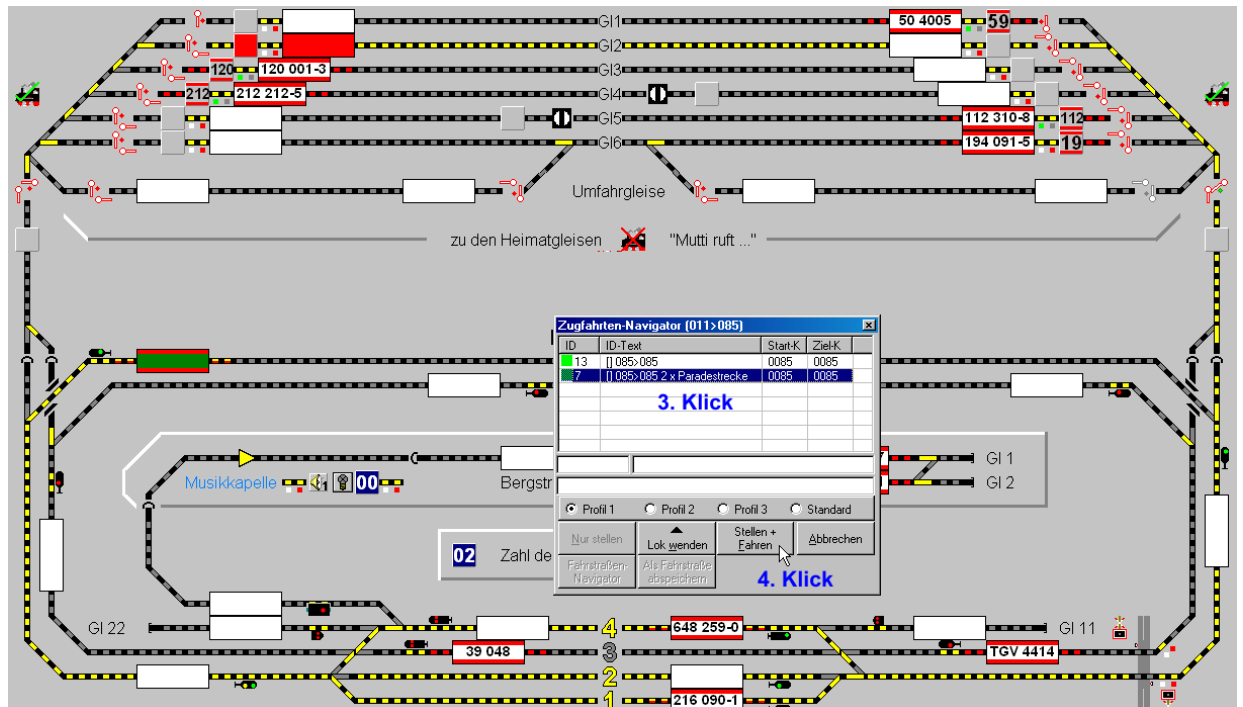 Gl1
50 4005
59
Gl2
120
120 001-3
Gl3
212
212 212-5
Gl4
Gl5
112 310-8
112
Gl6
194 091-5
19
Umfahrgleise
zu den Heimatgleisen
"Mutti ruft ..."
Zugfahrten-Navigator (011>085)
ID ID-Text Start-K Ziel-K
13 [] 085>085 0085 0085
7 [] 085>085 2 x Paradestrecke 0085 0085
3. Klick
Musikkapelle
1
00
Bergstr
7
Gl 1
Gl 2
Profil 1 Profil 2 Profil 3 Standard
Nur stellen
Lok wenden
Stellen + Fahren
Abbrechen
02
Zahl de
Fahrstraßen-Navigator
Als Fahrstraße abspeichern
4. Klick
Gl 22
4
648 259-0
Gl 11
39 048
3
TGV 4414
2
1
216 090-1